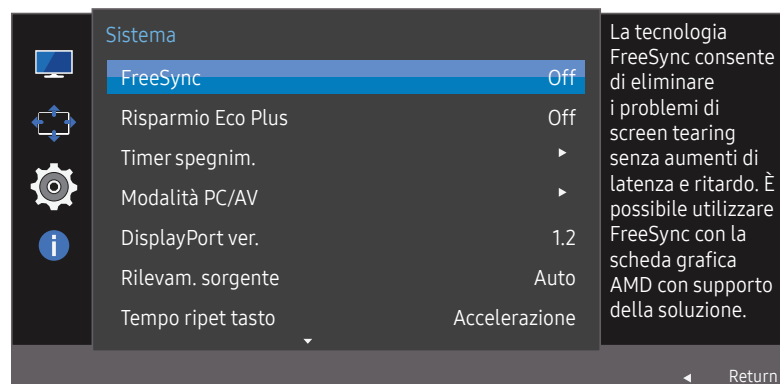 Sistema
FreeSync Off
Risparmio Eco Plus Off
Timer spegnim.
Modalità PC/AV
DisplayPort ver. 1.2
Rilevam. sorgente Auto
Tempo ripet tasto Accelerazione
La tecnologia
FreeSync consente
di eliminare
i problemi di
screen tearing
senza aumenti di
latenza e ritardo. È
possibile utilizzare
FreeSync con la
scheda grafica
AMD con supporto
della soluzione.
Return